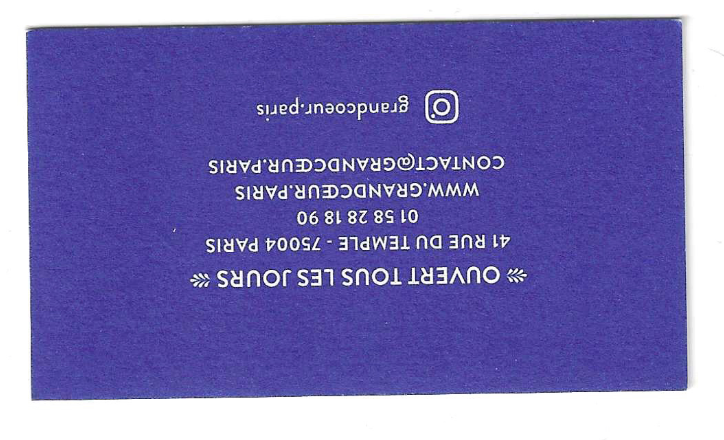 OUVERT TOUS LES JOURS
41 RUE DU TEMPLE - 75004 PARIS
01 58 28 18 90
WWW.GRANDCŒUR.PARIS
CONTACT@GRANDCŒUR.PARIS
grandcoeur.paris